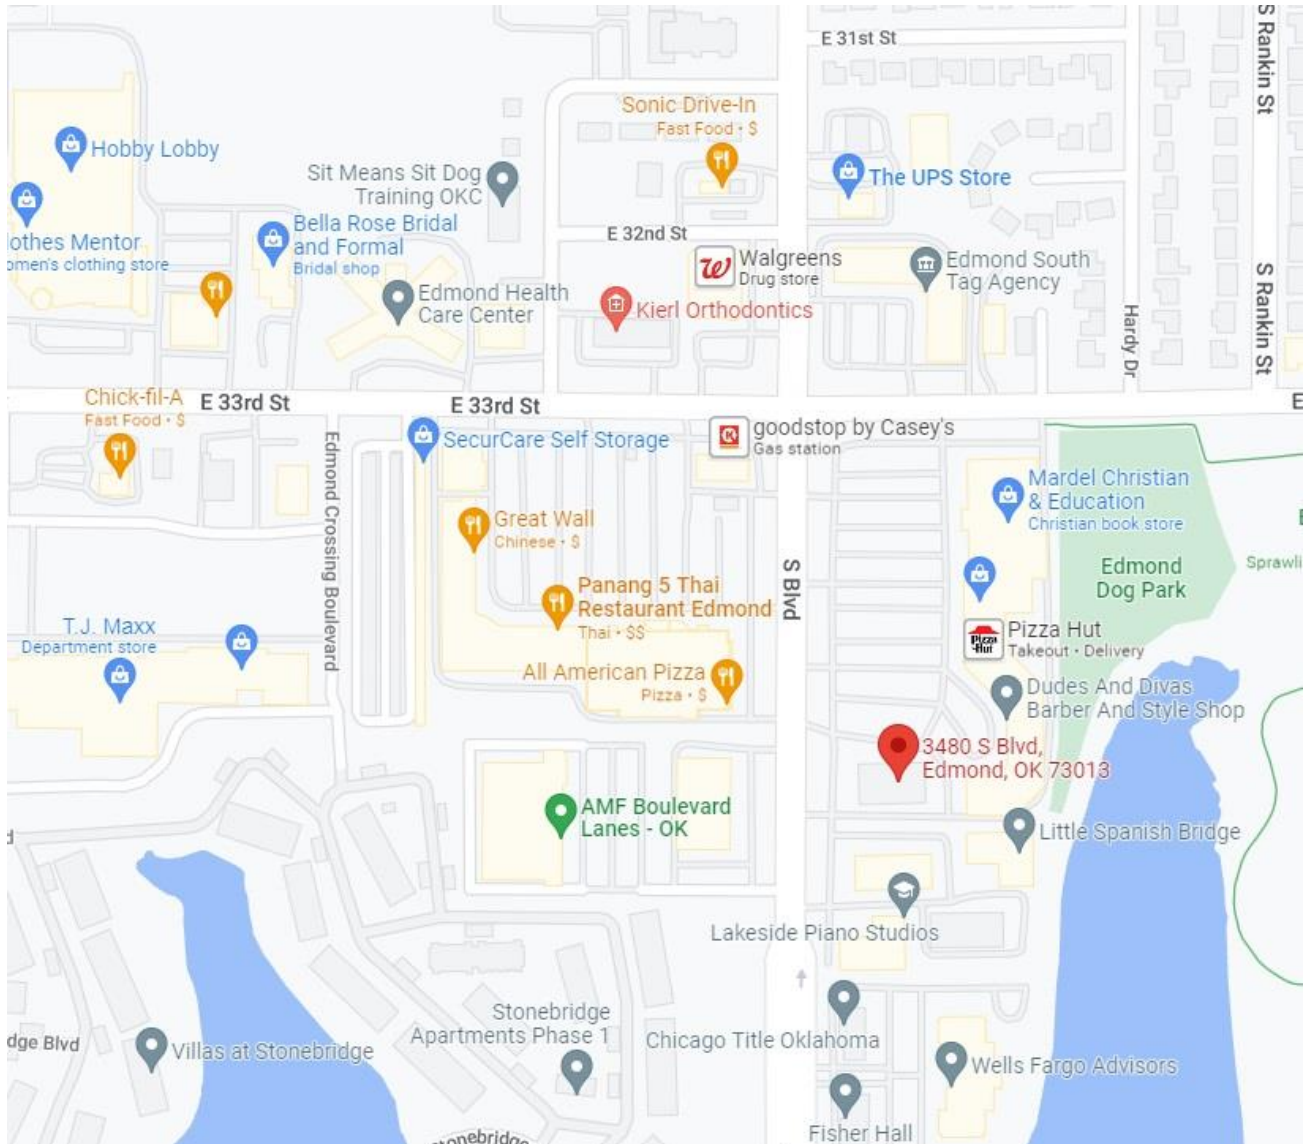 E 31st St
S Rankin St
Sonic Drive-In
Fast Food · $
Hobby Lobby
Sit Means Sit Dog
Training OKC
The UPS Store
lothes Mentor
omen's clothing store
Bella Rose Bridal
and Formal
Bridal shop
E 32nd St
Walgreens
Drug store
Edmond South
Tag Agency
S Rankin St
Edmond Health
Care Center
Kierl Orthodontics
Hardy Dr
Chick-fil-A
Fast Food · $
E 33rd St
E 33rd St
E
SecurCare Self Storage
K
goodstop by Casey's
Gas station
Edmond Crossing Boulevard
Mardel Christian
& Education
Christian book store
Great Wall
Chinese · $
S Blvd
Edmond
Dog Park
E
Sprawli
Panang 5 Thai
Restaurant Edmond
Thai · $$
T.J. Maxx
Department store
Pizza
Hut
Pizza Hut
Takeout · Delivery
All American Pizza
Pizza · $
Dudes And Divas
Barber And Style Shop
3480 S Blvd,
Edmond, OK 73013
AMF Boulevard
Lanes - OK
Little Spanish Bridge
d
Lakeside Piano Studios
Stonebridge
Apartments Phase 1
Chicago Title Oklahoma
dge Blvd
Villas at Stonebridge
Wells Fargo Advisors
tonebridge
Fisher Hall